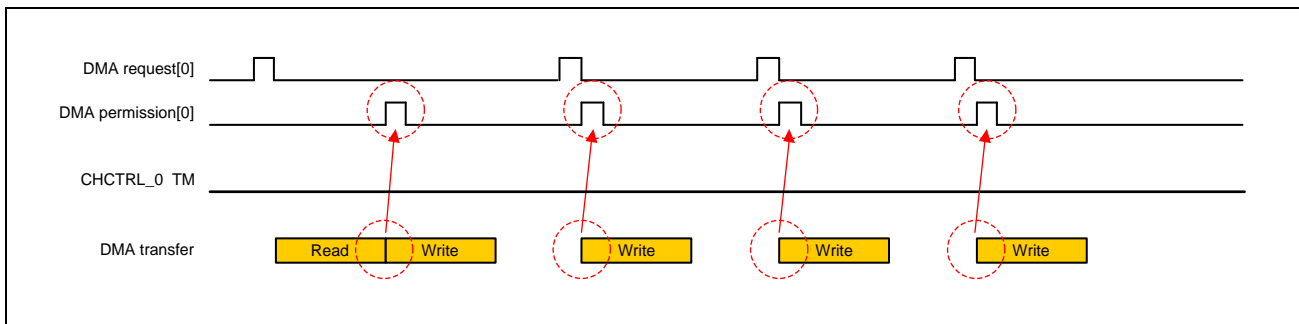 DMA request[0]
DMA permission[0]
CHCTRL_0 TM
DMA transfer
Read
Write
Write
Write
Write